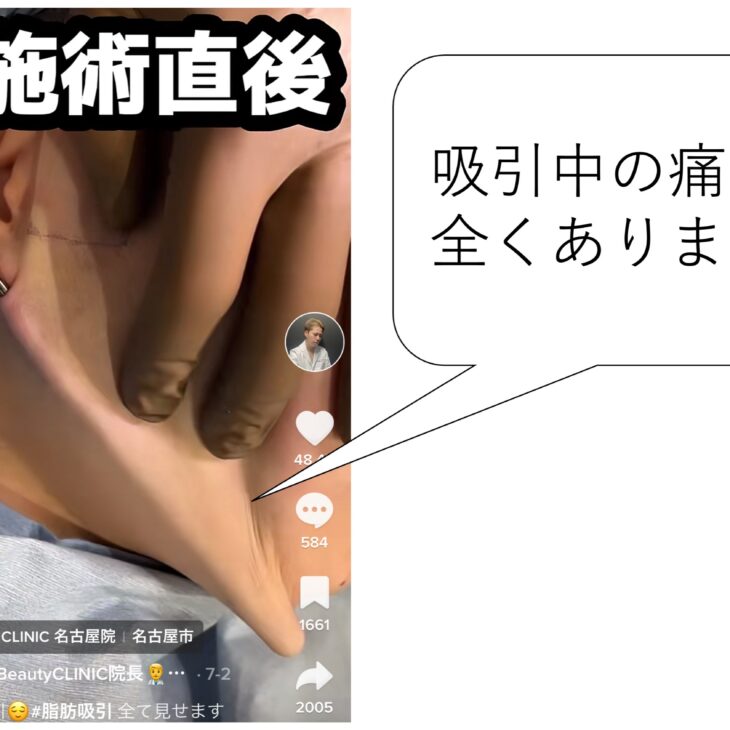 施術直後
吸引中の痛
全くありま
584
1661
CLINIC 名古屋院 | 名古屋市
BeautyCLINIC院長 ・7-2
#脂肪吸引 全て見せます
2005